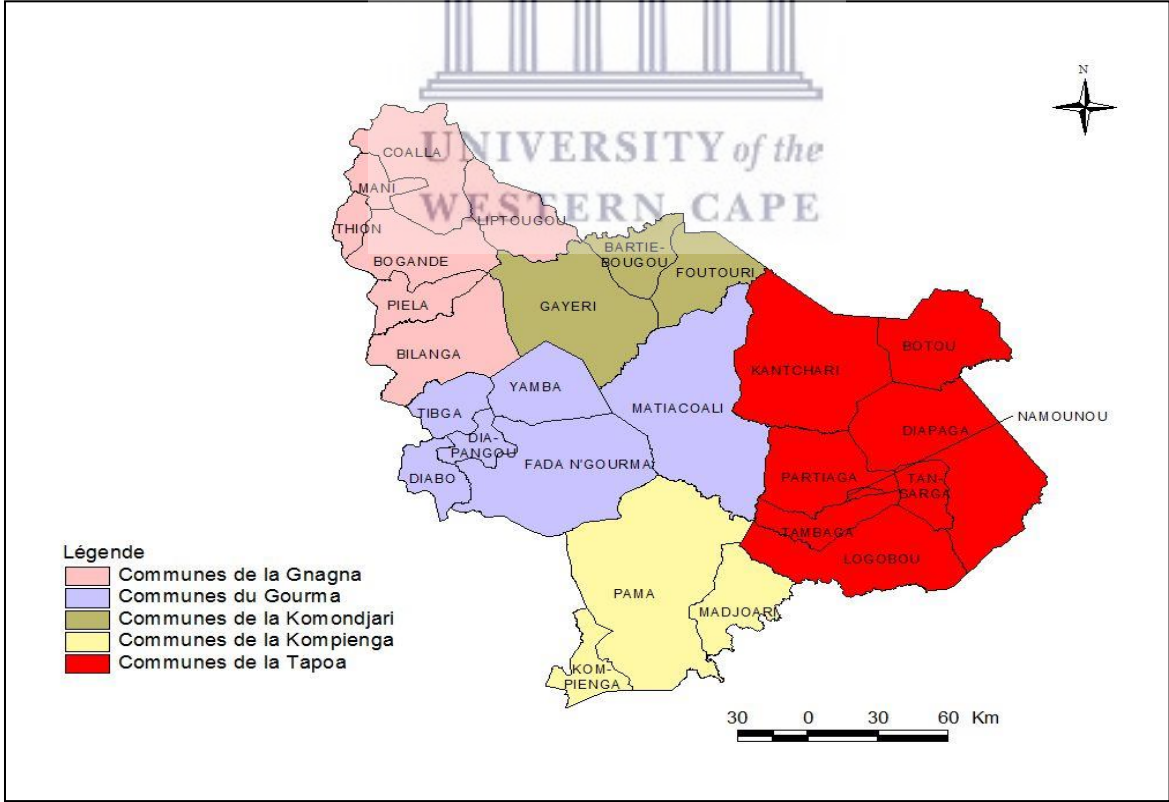 N
UNIVERSITY of the
WESTERN CAPE
COALLA
MANI
THION
LIPTOUGOU
BOGANDE
BARTIE-
BOUGOU
FOUTOURI
PIELA
GAYERI
BILANGA
YAMBA
TIBGA
DIA-
PANGOU
DIABO
FADA N'GOURMA
MATIACOALI
KANTCHARI
BOTOU
NAMOUNOU
DIAPAGA
PARTIAGA
TAN-
SARGA
TAMBAGA
LOGOBOU
PAMA
MADJOARI
KOM-
PIENGA
Légende
Communes de la Gnagna
Communes du Gourma
Communes de la Komondjari
Communes de la Kompienga
Communes de la Tapoa
30 0 30 60 Km